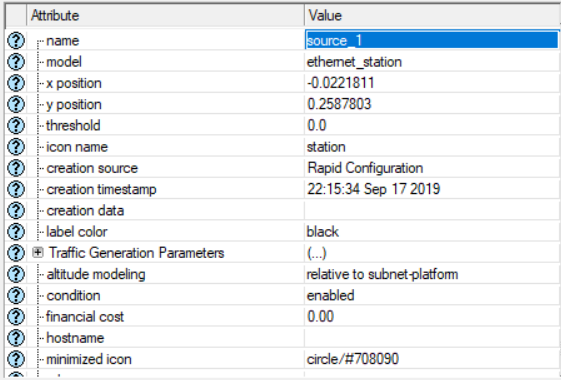 Attribute Value
name source_1
model ethernet_station
x position -0.0221811
y position 0.2587803
threshold 0.0
icon name station
creation source Rapid Configuration
creation timestamp 22:15:34 Sep 17 2019
creation data
label color black
Traffic Generation Parameters (...)
altitude modeling relative to subnet-platform
condition enabled
financial cost 0.00
hostname
minimized icon circle/#708090